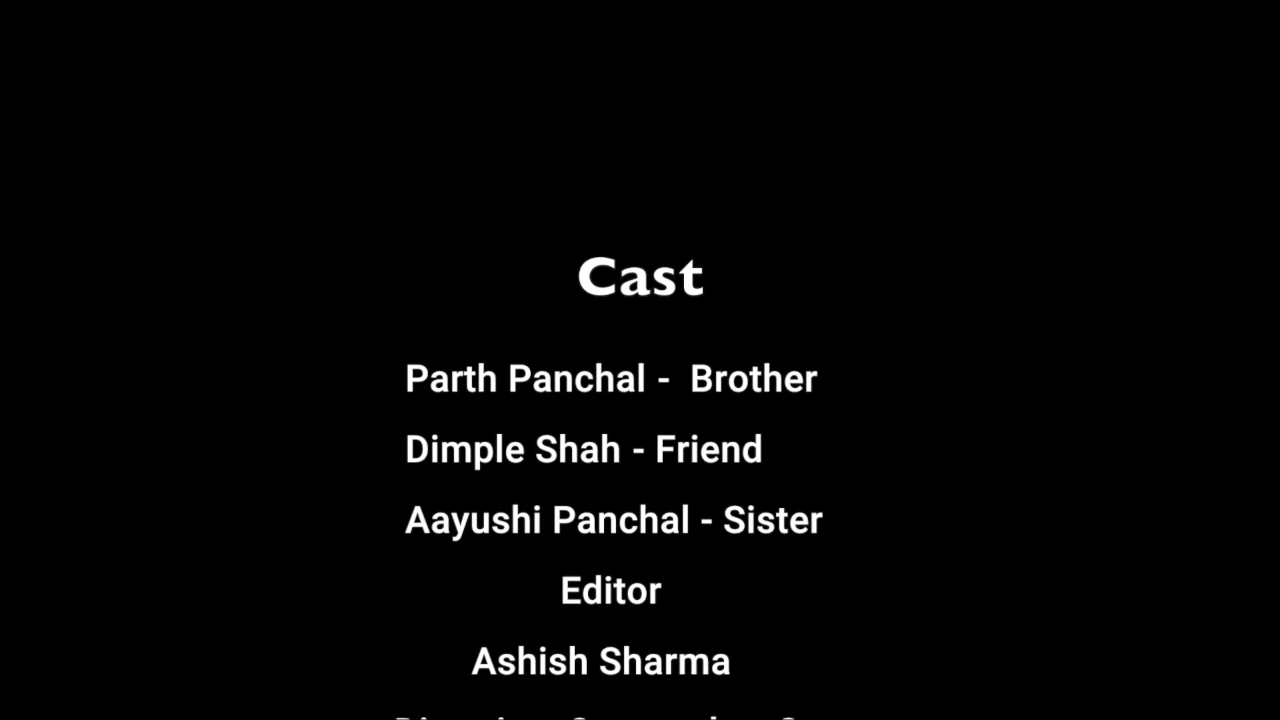 Cast
Parth Panchal -  Brother
Dimple Shah - Friend
Aayushi Panchal - Sister
Editor
Ashish Sharma